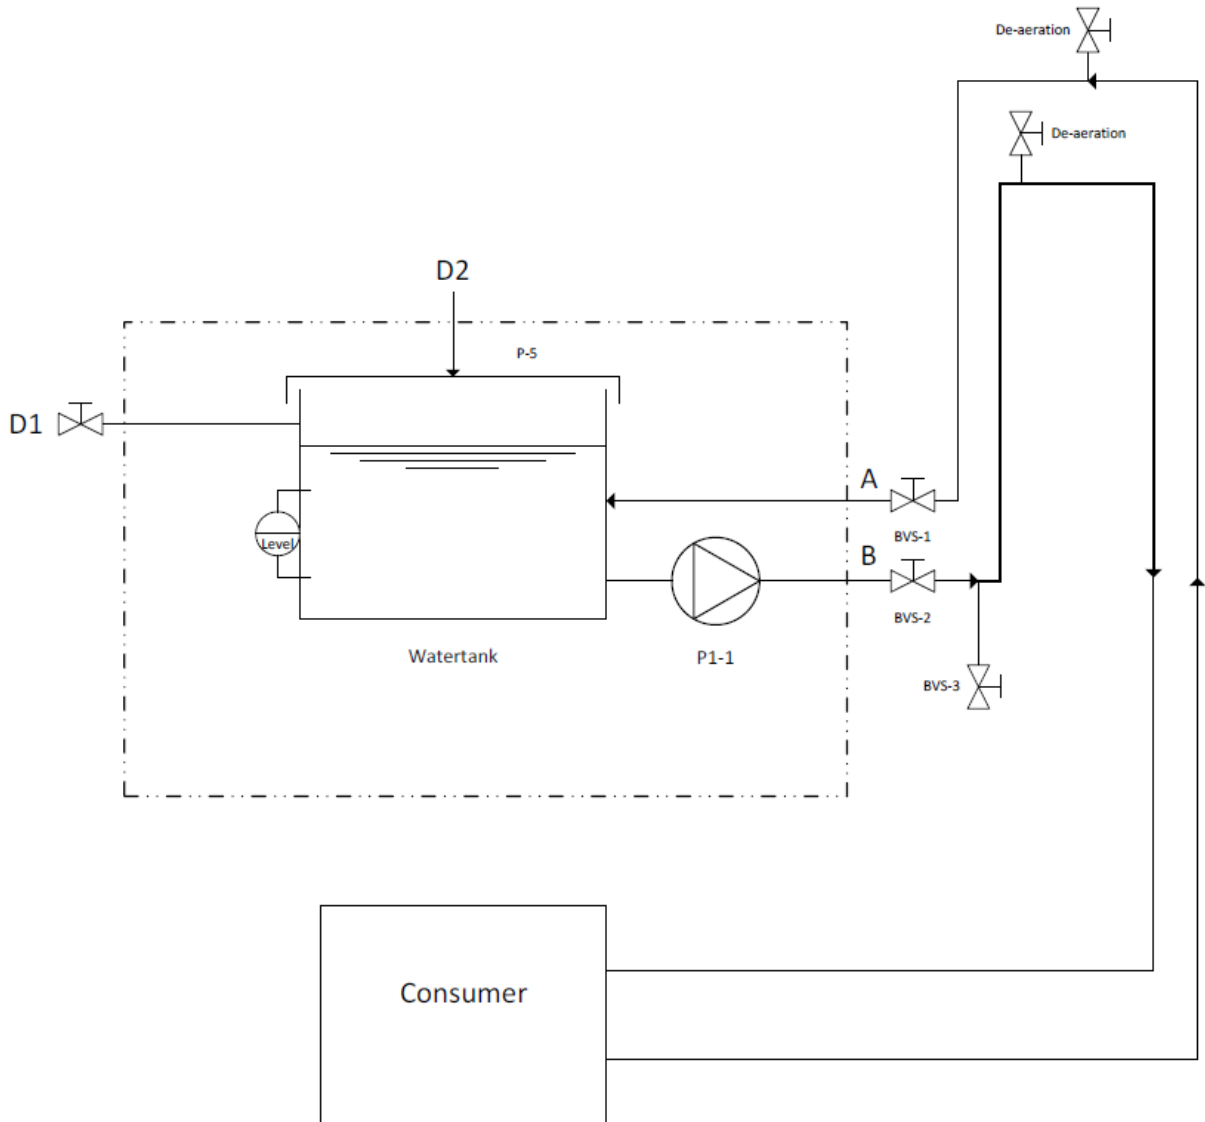 De-aeration
De-aeration
D2
P-5
D1
A
BVS-1
Level
B
BVS-2
Watertank
P1-1
BVS-3
Consumer